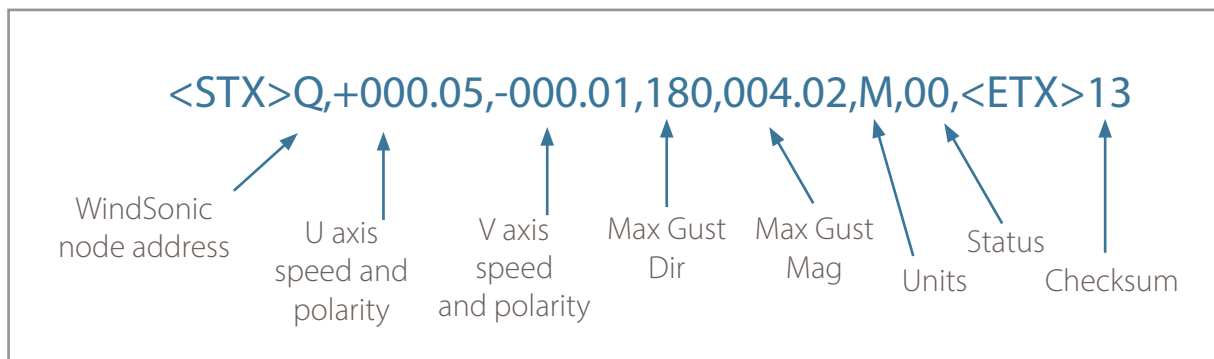 <STX>Q,+000.05,-000.01,180,004.02,M,00,<ETX>13
WindSonic
node address
U axis
speed and
polarity
V axis
speed
and polarity
Max Gust
Dir
Max Gust
Mag
Units
Status
Checksum